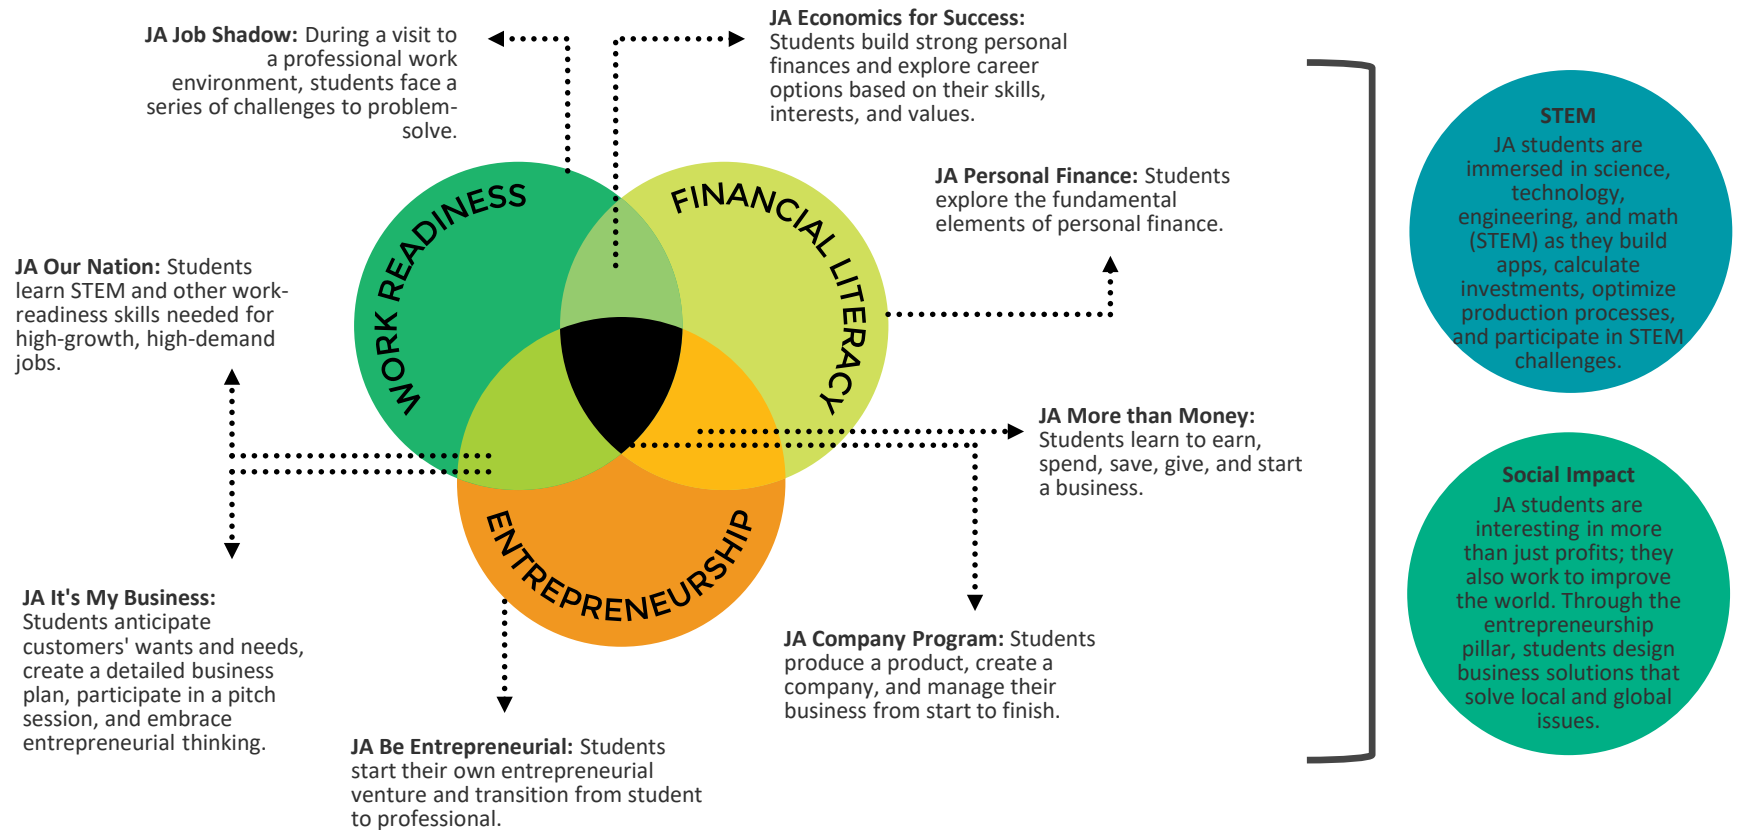 JA Job Shadow: During a visit to
a professional work
environment, students face a
series of challenges to problem-
solve.
JA Economics for Success:
Students build strong personal
finances and explore career
options based on their skills,
interests, and values.
JA Personal Finance: Students
explore the fundamental
elements of personal finance.
JA Our Nation: Students
learn STEM and other work-
readiness skills needed for
high-growth, high-demand
jobs.
WORK READINESS
FINANCIAL LITERACY
ENTREPRENEURSHIP
JA More than Money:
Students learn to earn,
spend, save, give, and start
a business.
JA It's My Business:
Students anticipate
customers' wants and needs,
create a detailed business
plan, participate in a pitch
session, and embrace
entrepreneurial thinking.
JA Company Program: Students
produce a product, create a
company, and manage their
business from start to finish.
JA Be Entrepreneurial: Students
start their own entrepreneurial
venture and transition from student
to professional.
STEM
JA students are
immersed in science,
technology,
engineering, and math
(STEM) as they build
apps, calculate
investments, optimize
production processes,
and participate in STEM
challenges.
Social Impact
JA students are
interesting in more
than just profits; they
also work to improve
the world. Through the
entrepreneurship
pillar, students design
business solutions that
solve local and global
issues.